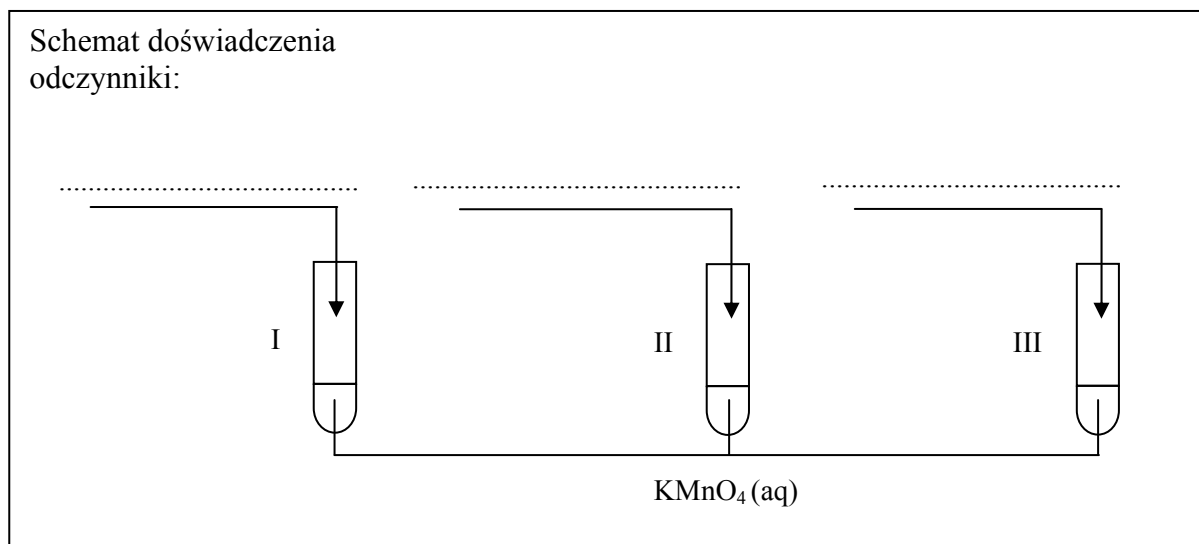 Schemat doświadczenia
odczynniki:
I
II
III
KMnO₄ (aq)